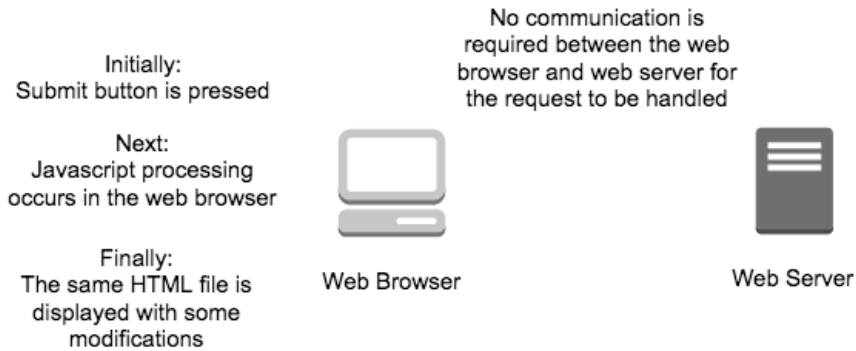 Initially:
Submit button is pressed
Next:
Javascript processing
occurs in the web browser
Finally:
The same HTML file is
displayed with some
modifications
No communication is
required between the web
browser and web server for
the request to be handled
Web Browser
Web Server